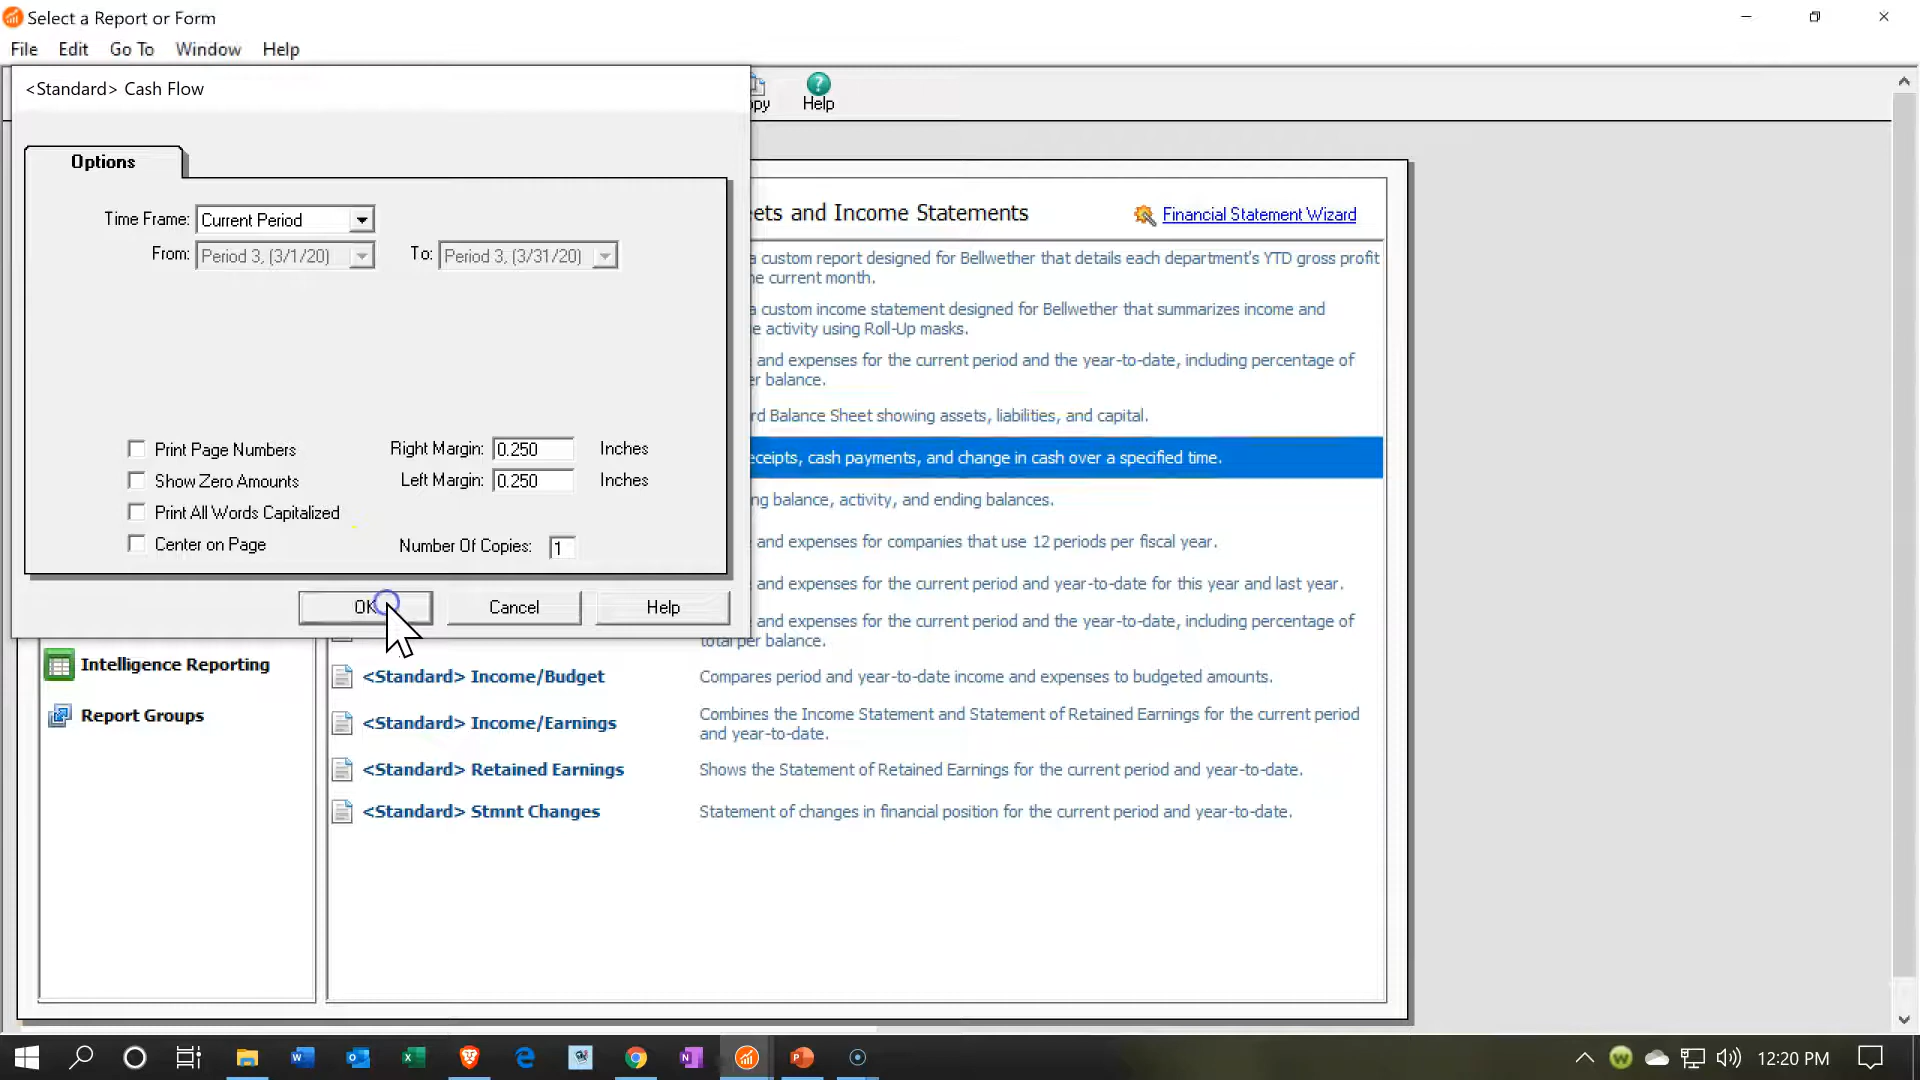 Select a Report or Form
File Edit Go To Window Help
<Standard> Cash Flow
Help
Options
Time Frame: Current Period
From: Period 3, (3/1/20) To: Period 3, (3/31/20)
Print Page Numbers Right Margin: 0.250 Inches
Show Zero Amounts Left Margin: 0.250 Inches
Print All Words Capitalized
Center on Page Number Of Copies: 1
OK Cancel Help
ets and Income Statements Financial Statement Wizard
a custom report designed for Bellwether that details each department's YTD gross profit
e current month.
a custom income statement designed for Bellwether that summarizes income and
e activity using Roll-Up masks.
and expenses for the current period and the year-to-date, including percentage of
er balance.
rd Balance Sheet showing assets, liabilities, and capital.
eceipts, cash payments, and change in cash over a specified time.
ng balance, activity, and ending balances.
and expenses for companies that use 12 periods per fiscal year.
and expenses for the current period and year-to-date for this year and last year.
and expenses for the current period and the year-to-date, including percentage of
total per balance.
Intelligence Reporting
Report Groups
<Standard> Income/Budget Compares period and year-to-date income and expenses to budgeted amounts.
<Standard> Income/Earnings Combines the Income Statement and Statement of Retained Earnings for the current period
and year-to-date.
<Standard> Retained Earnings Shows the Statement of Retained Earnings for the current period and year-to-date.
<Standard> Stmnt Changes Statement of changes in financial position for the current period and year-to-date.
12:20 PM